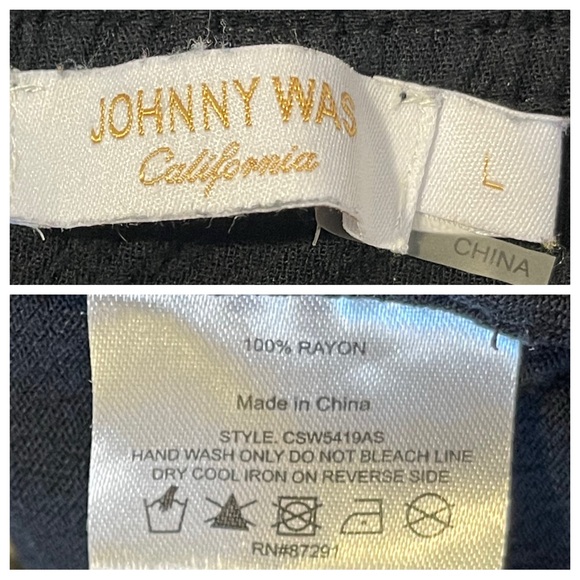 JOHNNY WAS
California
L
CHINA
100% RAYON
Made in China
STYLE. CSW5419AS
HAND WASH ONLY DO NOT BLEACH LINE
DRY COOL IRON ON REVERSE SIDE
RN#87291